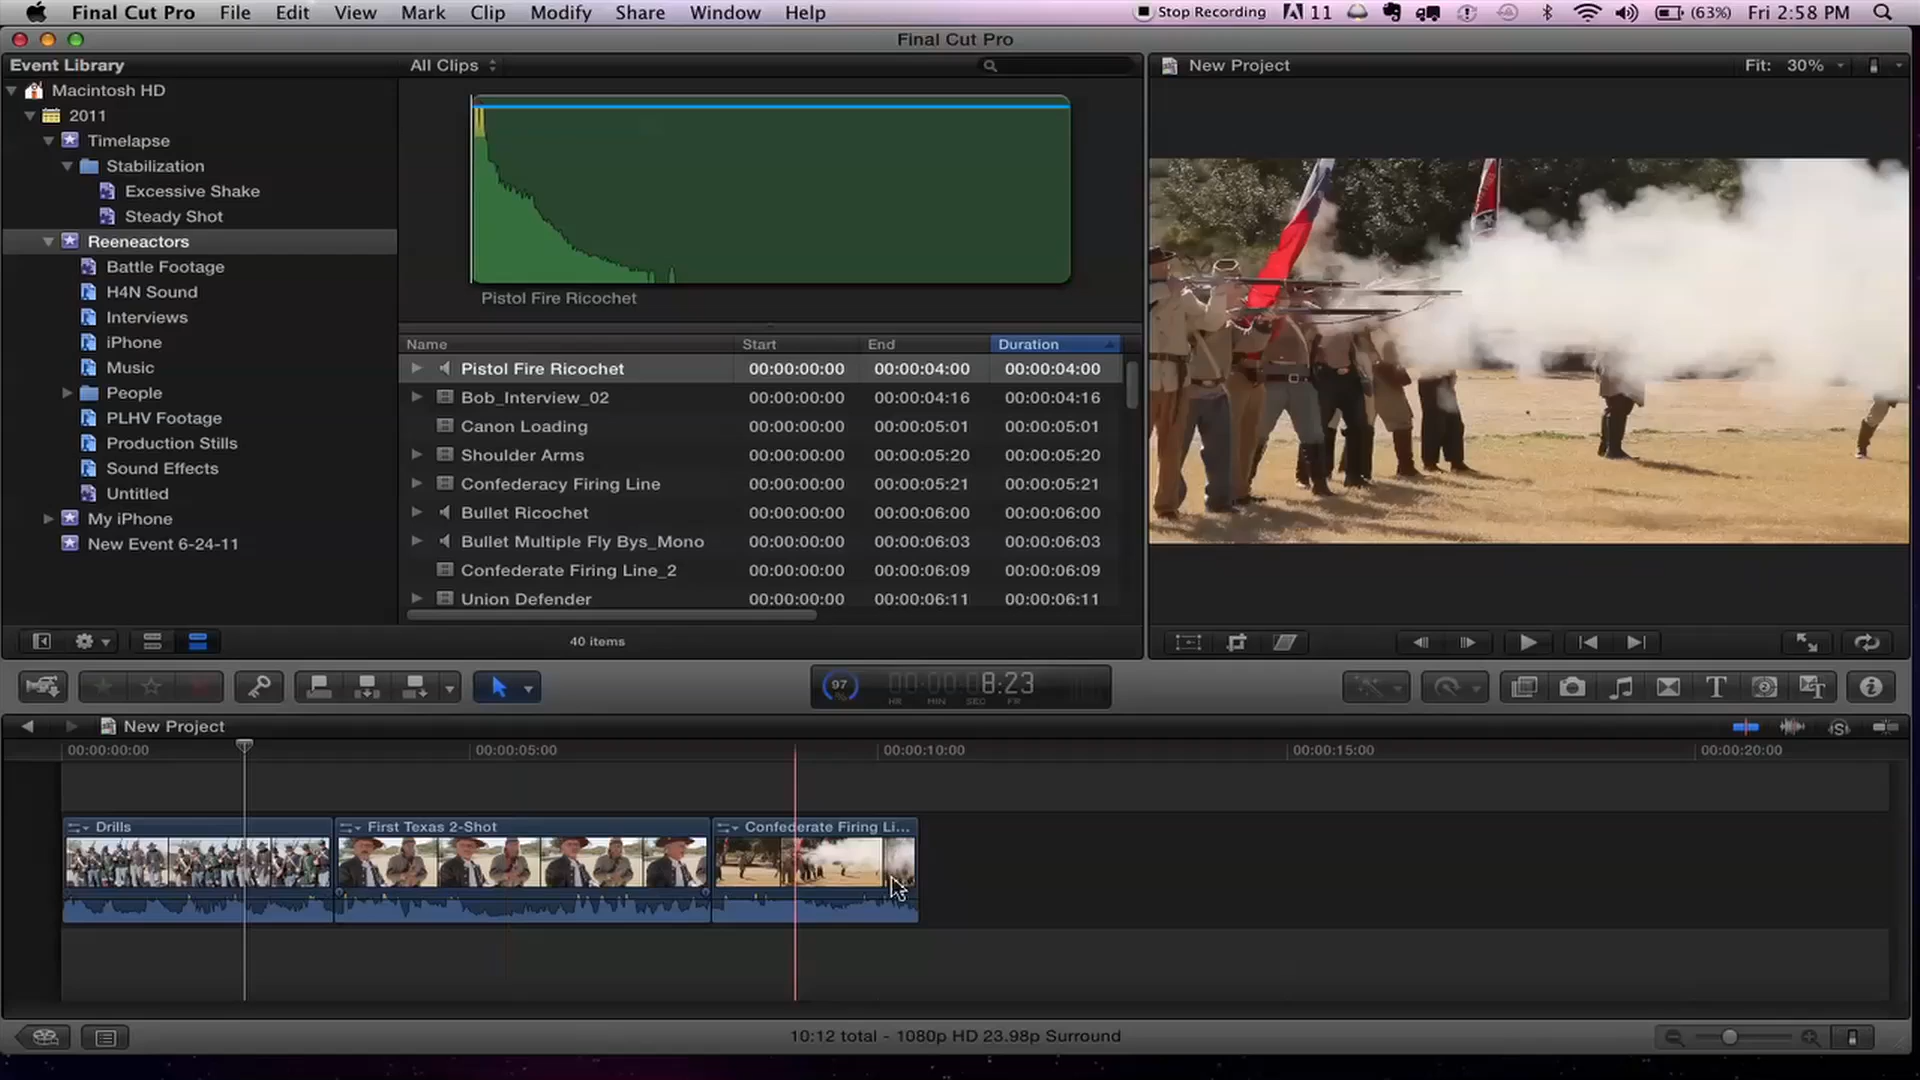 Final Cut Pro File Edit View Mark Clip Modify Share Window Help Stop Recording 11 (63%) Fri 2:58 PM
Final Cut Pro
Event Library
All Clips
New Project
Fit: 30%
Macintosh HD
2011
Timelapse
Stabilization
Excessive Shake
Steady Shot
Reeneactors
Battle Footage
H4N Sound
Interviews
iPhone
Music
People
PLHV Footage
Production Stills
Sound Effects
Untitled
My iPhone
New Event 6-24-11
Pistol Fire Ricochet
Name Start End Duration
Pistol Fire Ricochet 00:00:00:00 00:00:04:00 00:00:04:00
Bob_Interview_02 00:00:00:00 00:00:04:16 00:00:04:16
Canon Loading 00:00:00:00 00:00:05:01 00:00:05:01
Shoulder Arms 00:00:00:00 00:00:05:20 00:00:05:20
Confederacy Firing Line 00:00:00:00 00:00:05:21 00:00:05:21
Bullet Ricochet 00:00:00:00 00:00:06:00 00:00:06:00
Bullet Multiple Fly Bys_Mono 00:00:00:00 00:00:06:03 00:00:06:03
Confederate Firing Line_2 00:00:00:00 00:00:06:09 00:00:06:09
Union Defender 00:00:00:00 00:00:06:11 00:00:06:11
40 items
97 %
8:23
HR MIN SEC FR
New Project
00:00:00:00 00:00:05:00 00:00:10:00 00:00:15:00 00:00:20:00
Drills
First Texas 2-Shot
Confederate Firing Li...
10:12 total - 1080p HD 23.98p Surround